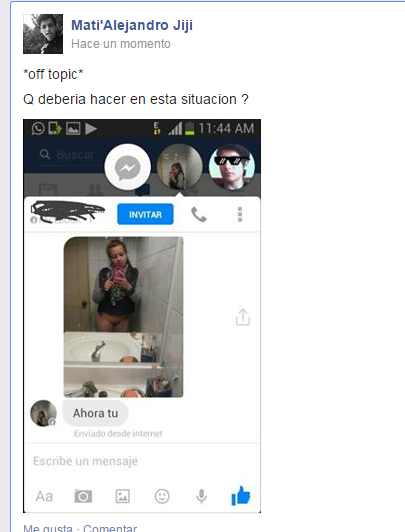 Mati'Alejandro Jiji
Hace un momento
*off topic*
Q deberia hacer en esta situacion ?
E
11:44 AM
Buscar
INVITAR
Ahora tu
Enviado desde internet
Escribe un mensaje
Aa
Me gusta · Comentar